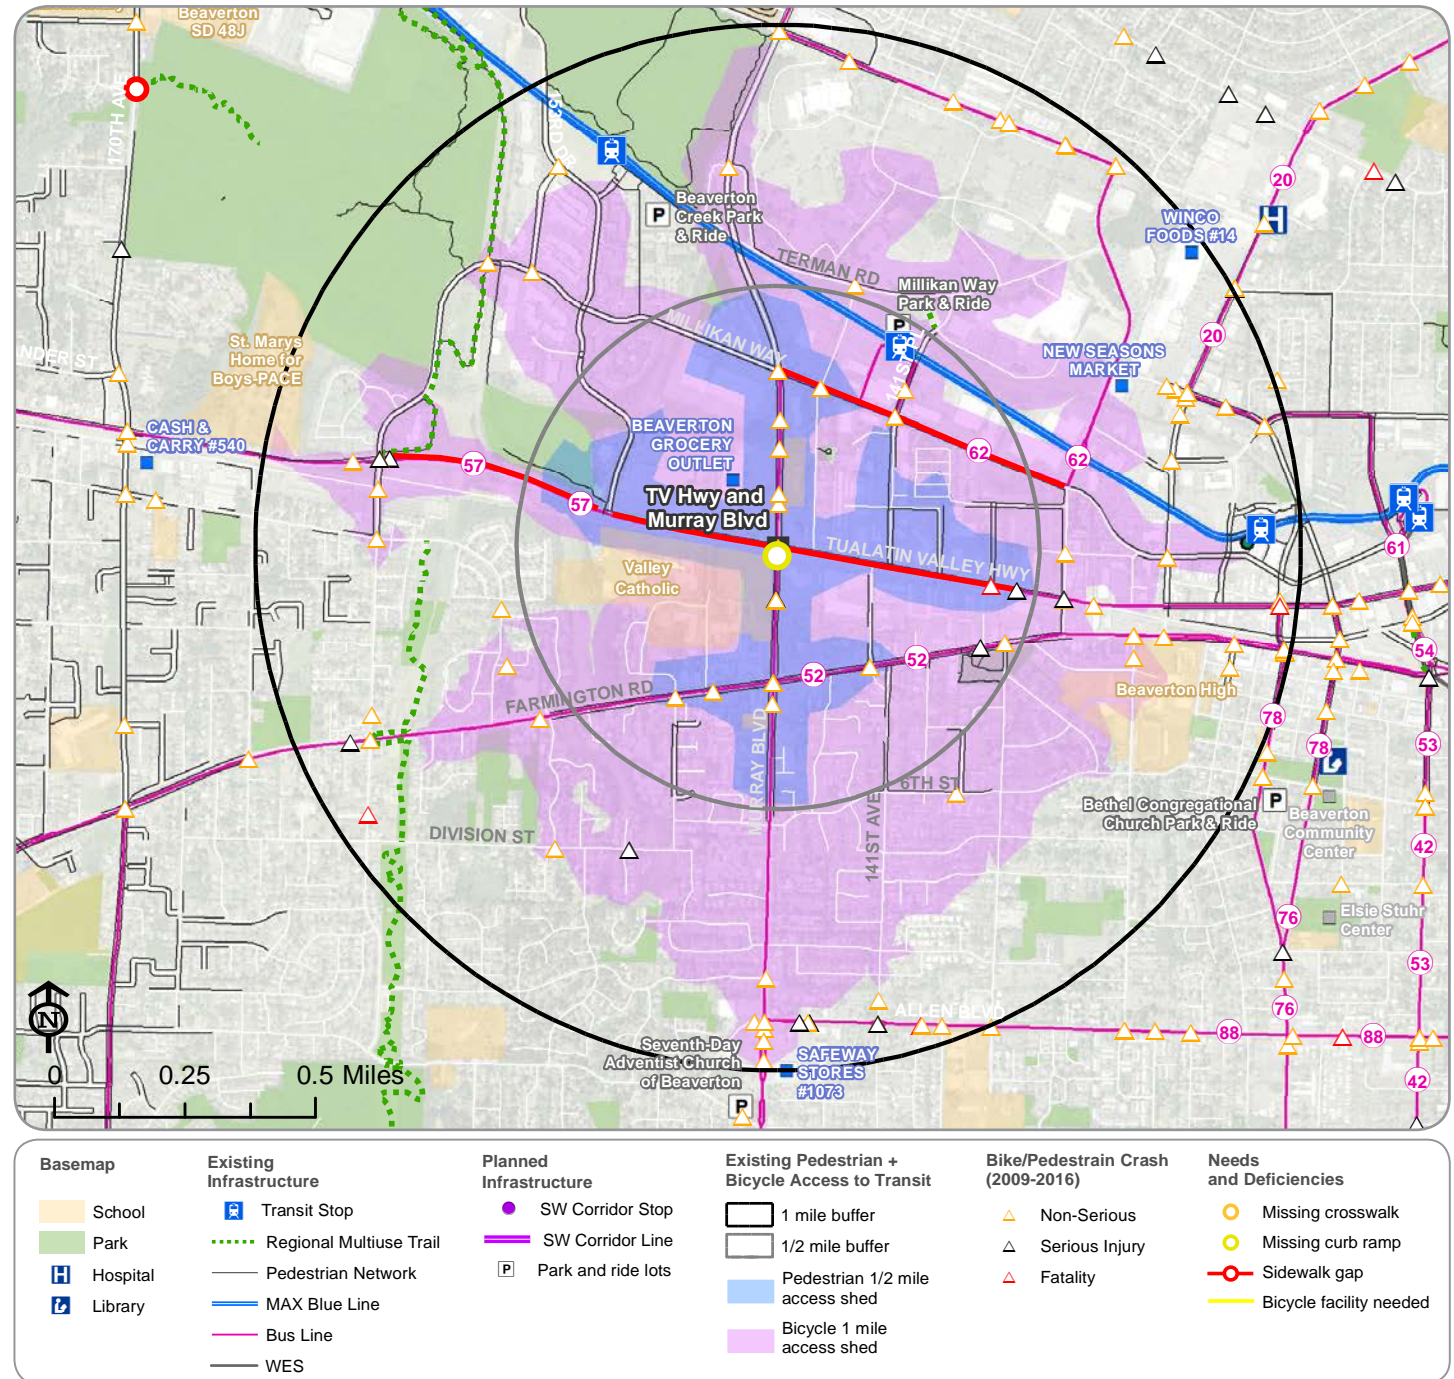 Beaverton
SD 48J
170TH AVE
153RD DR
Beaverton
Creek Park
& Ride
P
TERMAN RD
Millikan Way
Park & Ride
P
WINCO
FOODS #14
20
H
20
MILLIKAN WAY
141ST
NEW SEASONS
MARKET
St. Marys
Home for
Boys-PACE
ANDER ST
CASH &
CARRY #540
BEAVERTON
GROCERY
OUTLET
57
57
62
62
TV Hwy and
Murray Blvd
TUALATIN VALLEY HWY
61
Valley
Catholic
52
52
54
FARMINGTON RD
Beaverton High
MURRAY BLVD
78
78
53
6TH ST
141ST AVE
DIVISION ST
Bethel Congregational
Church Park & Ride
P
Beaverton
Community
Center
42
76
Elsie Stuhr
Center
53
76
ALLEN BLVD
88
88
42
N
0 0.25 0.5 Miles
Seventh-Day
Adventist Church
of Beaverton
P
SAFEWAY
STORES
#1073
Basemap
School
Park
H Hospital
Library
Existing
Infrastructure
Transit Stop
Regional Multiuse Trail
Pedestrian Network
MAX Blue Line
Bus Line
WES
Planned
Infrastructure
SW Corridor Stop
SW Corridor Line
P Park and ride lots
Existing Pedestrian +
Bicycle Access to Transit
1 mile buffer
1/2 mile buffer
Pedestrian 1/2 mile
access shed
Bicycle 1 mile
access shed
Bike/Pedestrain Crash
(2009-2016)
Non-Serious
Serious Injury
Fatality
Needs
and Deficiencies
Missing crosswalk
Missing curb ramp
Sidewalk gap
Bicycle facility needed